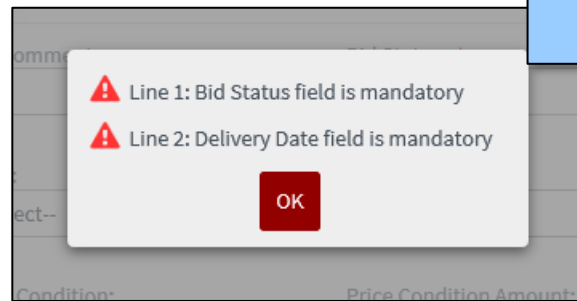 Line 1: Bid Status field is mandatory
Line 2: Delivery Date field is mandatory
OK
Condition:
Price Condition Amount: